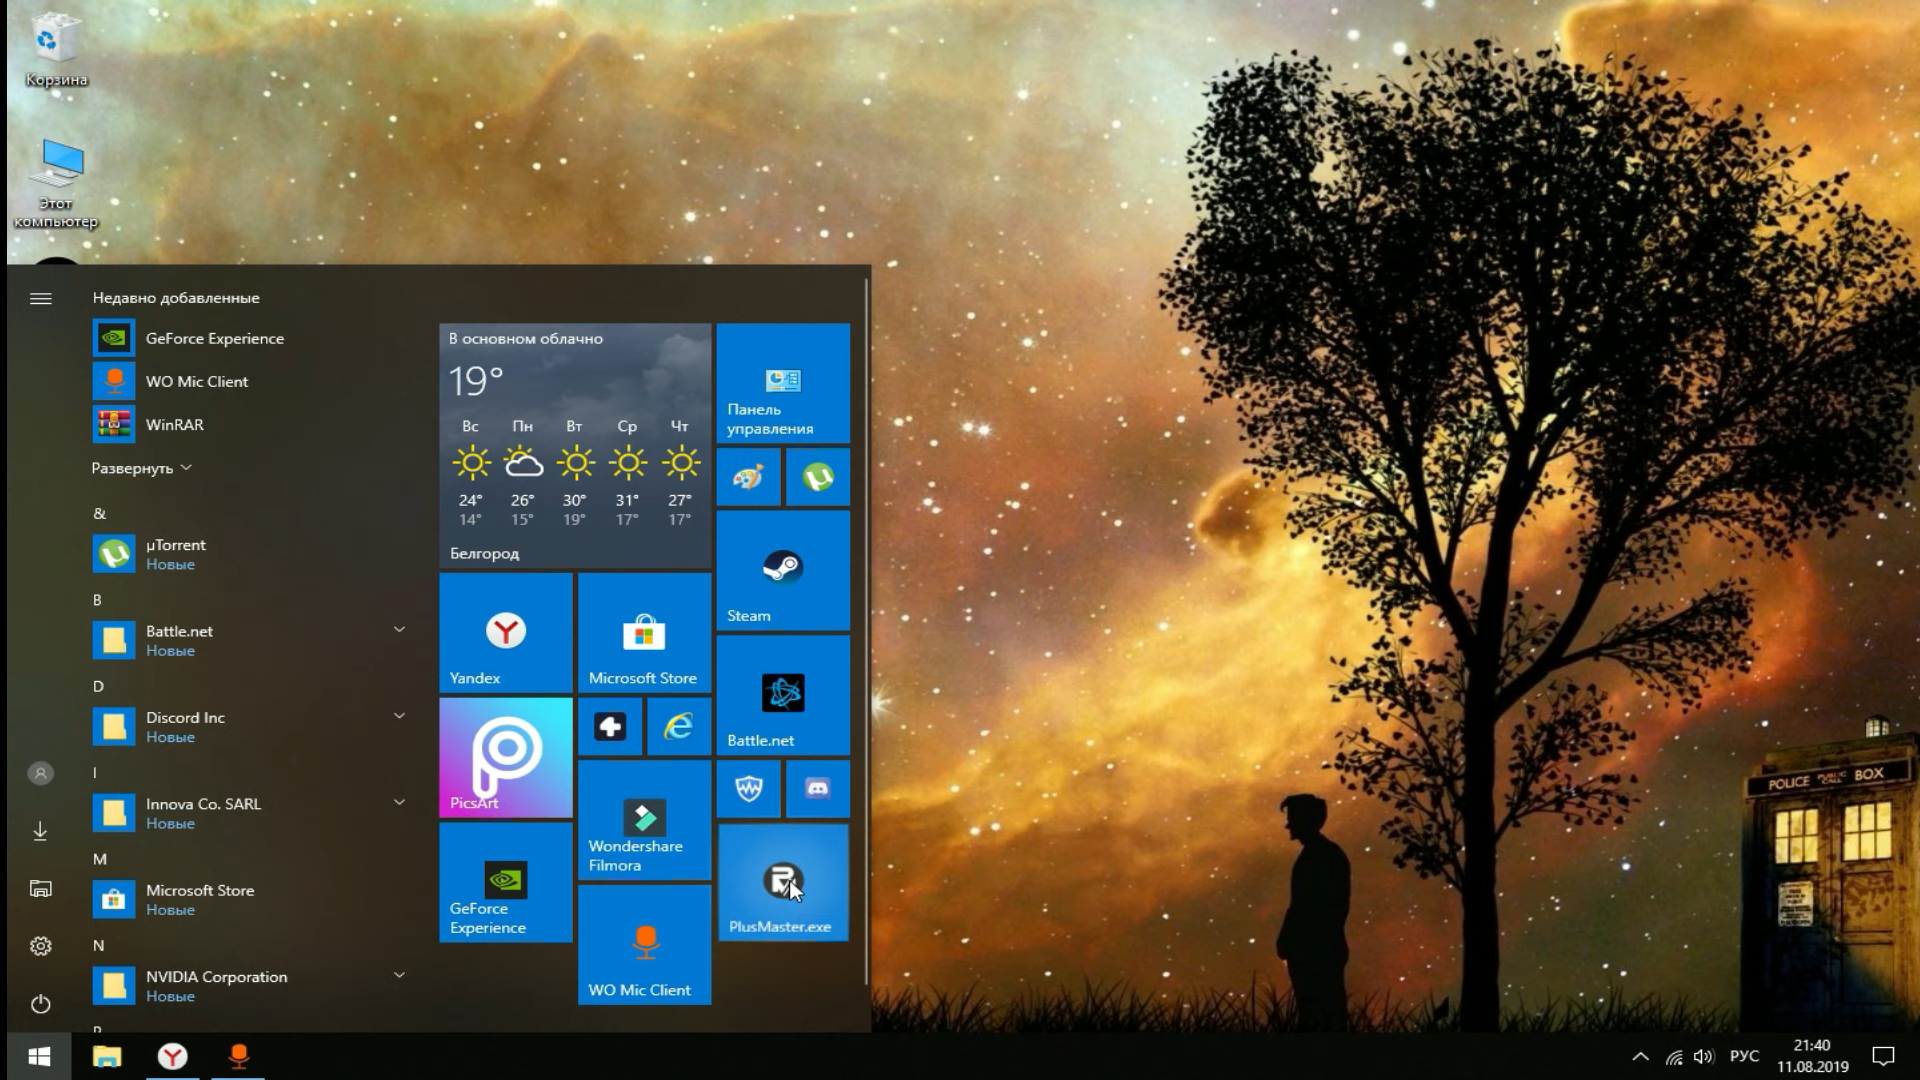 Корзина
Этот
компьютер
Недавно добавленные
GeForce Experience
WO Mic Client
WinRAR
Развернуть
&
µTorrent
Новые
B
Battle.net
Новые
D
Discord Inc
Новые
I
Innova Co. SARL
Новые
M
Microsoft Store
Новые
N
NVIDIA Corporation
Новые
В основном облачно
19°
Вс Пн Вт Ср Чт
24° 26° 30° 31° 27°
14° 15° 19° 17° 17°
Белгород
Панель
управления
Steam
Yandex
Microsoft Store
Battle.net
PicsArt
Wondershare
Filmora
GeForce
Experience
PlusMaster.exe
WO Mic Client
POLICE PUBLIC CALL BOX
РУС
21:40
11.08.2019